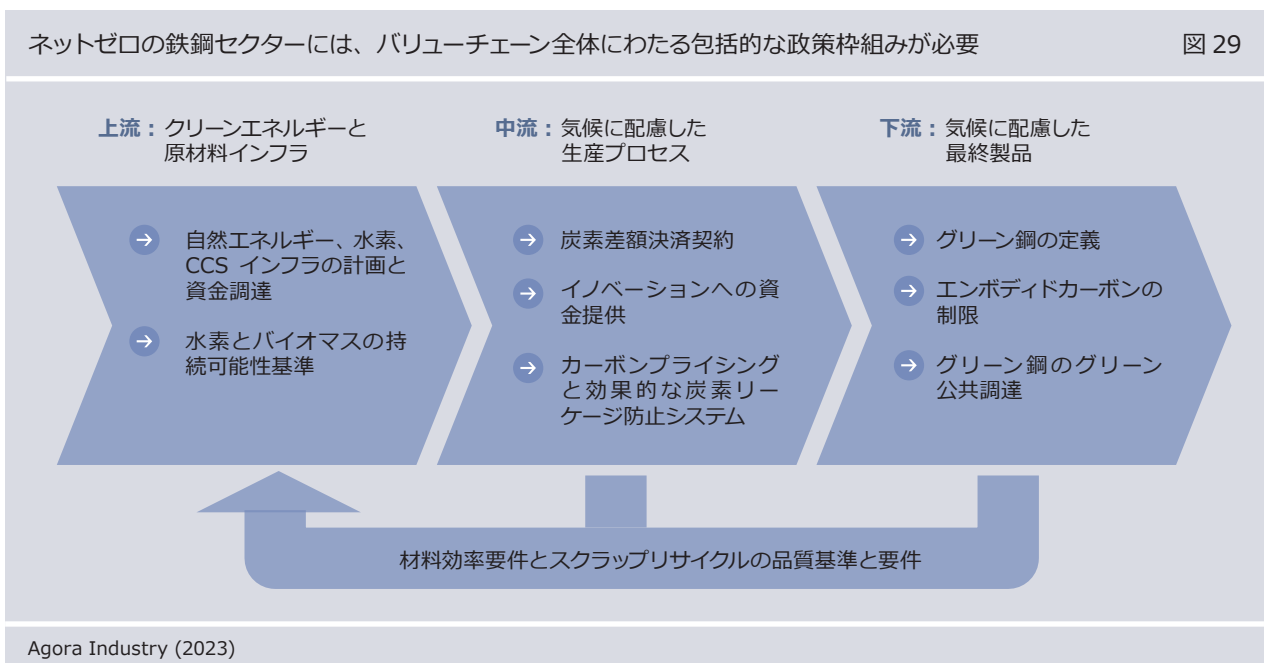 ネットゼロの鉄鋼セクターには、バリューチェーン全体にわたる包括的な政策枠組みが必要
図 29
上流：クリーンエネルギーと
原材料インフラ
自然エネルギー、水素、
CCS インフラの計画と
資金調達
水素とバイオマスの持
続可能性基準
中流：気候に配慮した
生産プロセス
炭素差額決済契約
イノベーションへの資
金提供
カーボンプライシング
と効果的な炭素リー
ケージ防止システム
下流：気候に配慮した
最終製品
グリーン鋼の定義
エンボディドカーボンの
制限
グリーン鋼のグリーン
公共調達
材料効率要件とスクラップリサイクルの品質基準と要件
Agora Industry (2023)